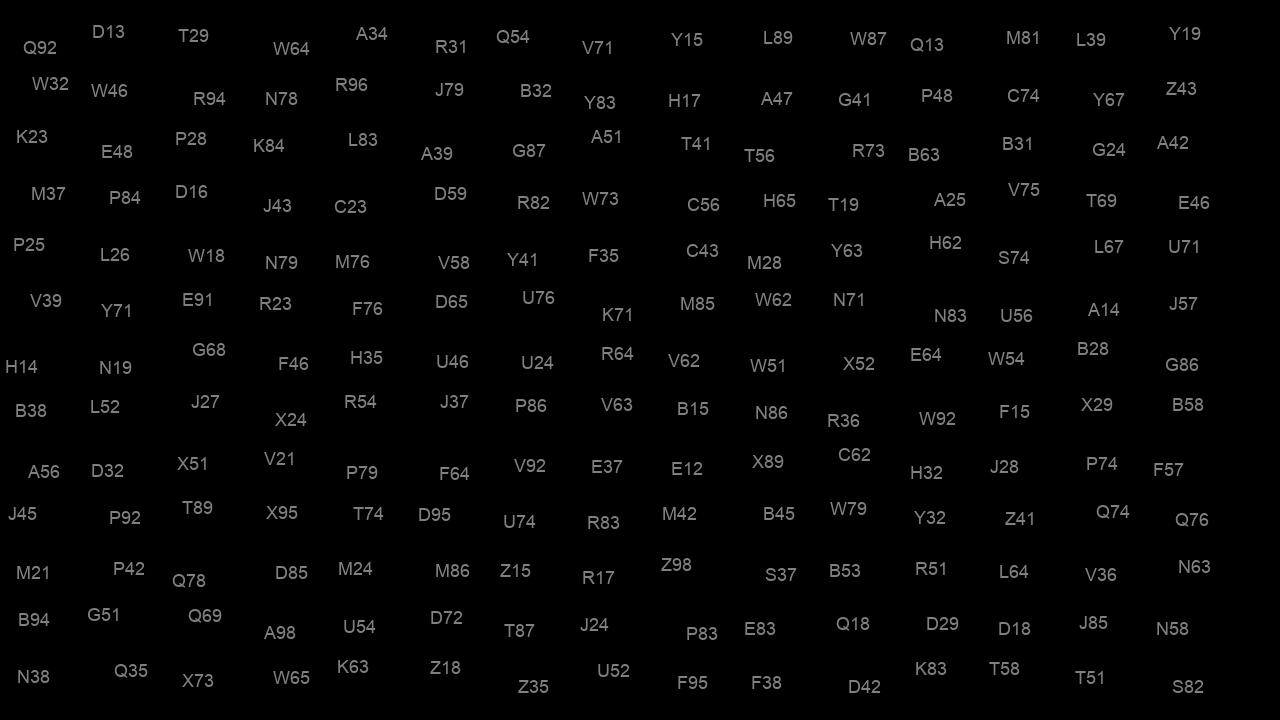 Q92 D13 T29 W64 A34 R31 Q54 V71 Y15 L89 W87 Q13 M81 L39 Y19
W32 W46 R94 N78 R96 J79 B32 Y83 H17 A47 G41 P48 C74 Y67 Z43
K23 E48 P28 K84 L83 A39 G87 A51 T41 T56 R73 B63 B31 G24 A42
M37 P84 D16 J43 C23 D59 R82 W73 C56 H65 T19 A25 V75 T69 E46
P25 L26 W18 N79 M76 V58 Y41 F35 C43 M28 Y63 H62 S74 L67 U71
V39 Y71 E91 R23 F76 D65 U76 K71 M85 W62 N71 N83 U56 A14 J57
H14 N19 G68 F46 H35 U46 U24 R64 V62 W51 X52 E64 W54 B28 G86
B38 L52 J27 X24 R54 J37 P86 V63 B15 N86 R36 W92 F15 X29 B58
A56 D32 X51 V21 P79 F64 V92 E37 E12 X89 C62 H32 J28 P74 F57
J45 P92 T89 X95 T74 D95 U74 R83 M42 B45 W79 Y32 Z41 Q74 Q76
M21 P42 Q78 D85 M24 M86 Z15 R17 Z98 S37 B53 R51 L64 V36 N63
B94 G51 Q69 A98 U54 D72 T87 J24 P83 E83 Q18 D29 D18 J85 N58
N38 Q35 X73 W65 K63 Z18 Z35 U52 F95 F38 D42 K83 T58 T51 S82